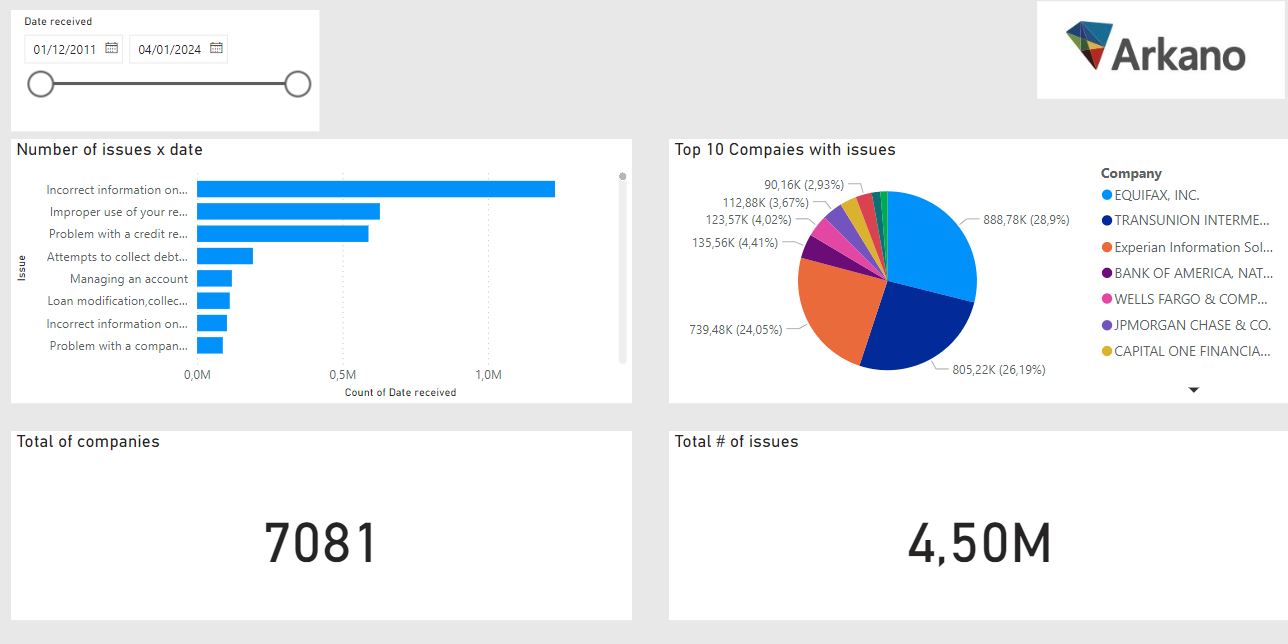 Date received
01/12/2011
04/01/2024
Arkano
Number of issues x date
Issue
Incorrect information on...
Improper use of your re...
Problem with a credit re...
Attempts to collect debt...
Managing an account
Loan modification,collec...
Incorrect information on...
Problem with a compan...
0,0M
0,5M
1,0M
Count of Date received
Top 10 Compaies with issues
90,16K (2,93%)
112,88K (3,67%)
123,57K (4,02%)
135,56K (4,41%)
739,48K (24,05%)
888,78K (28,9%)
805,22K (26,19%)
Company
EQUIFAX, INC.
TRANSUNION INTERME...
Experian Information Sol...
BANK OF AMERICA, NAT...
WELLS FARGO & COMP...
JPMORGAN CHASE & CO.
CAPITAL ONE FINANCIA...
Total of companies
7081
Total # of issues
4,50M